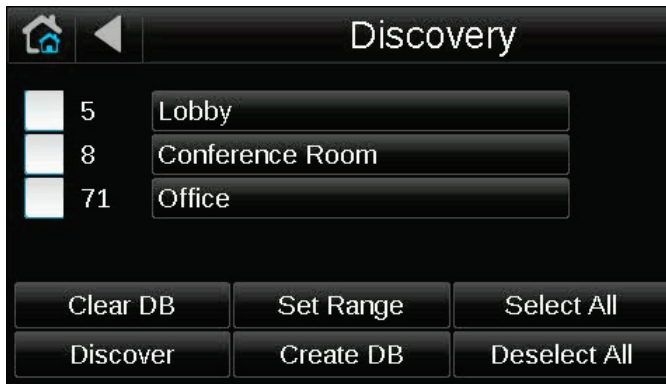 Discovery
5 Lobby
8 Conference Room
71 Office
Clear DB Set Range Select All
Discover Create DB Deselect All